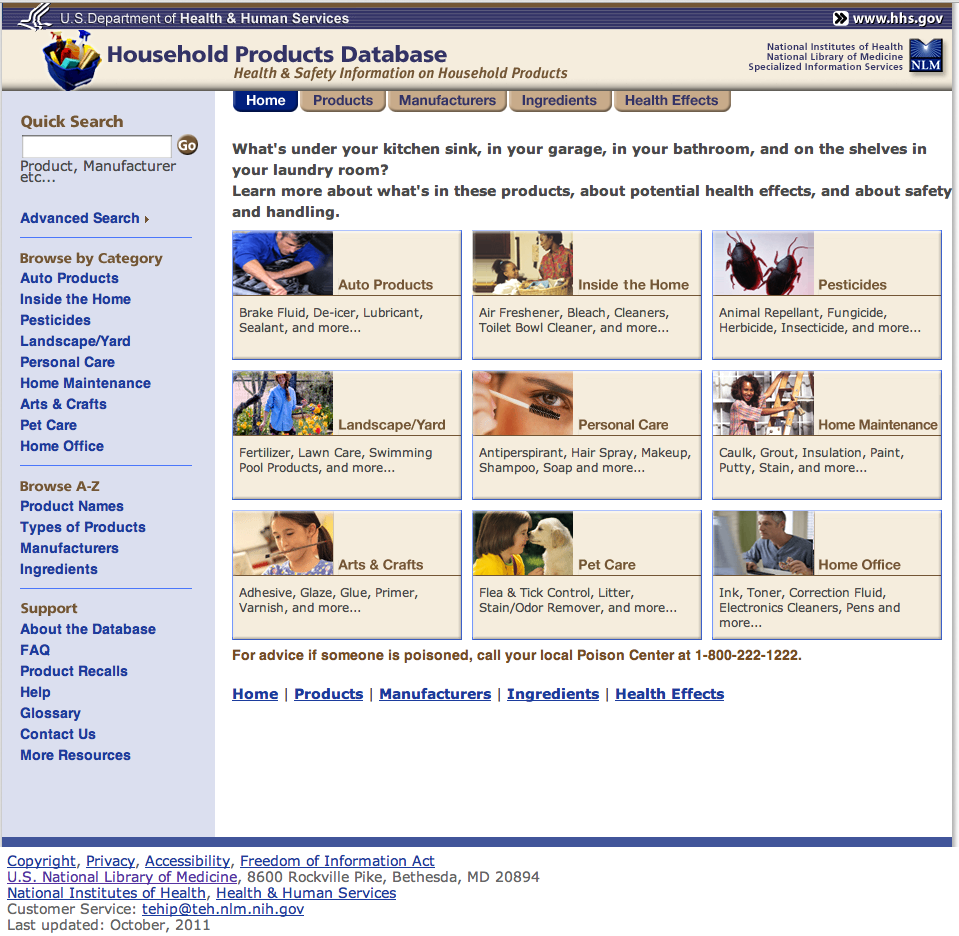 U.S.Department of Health & Human Services
www.hhs.gov
Household Products Database
Health & Safety Information on Household Products
National Institutes of Health
National Library of Medicine
Specialized Information Services
NLM
Home
Products
Manufacturers
Ingredients
Health Effects
Quick Search
Go
Product, Manufacturer
etc...
Advanced Search
Browse by Category
Auto Products
Inside the Home
Pesticides
Landscape/Yard
Personal Care
Home Maintenance
Arts & Crafts
Pet Care
Home Office
Browse A-Z
Product Names
Types of Products
Manufacturers
Ingredients
Support
About the Database
FAQ
Product Recalls
Help
Glossary
Contact Us
More Resources
What's under your kitchen sink, in your garage, in your bathroom, and on the shelves in
your laundry room?
Learn more about what's in these products, about potential health effects, and about safety
and handling.
Auto Products
Brake Fluid, De-icer, Lubricant,
Sealant, and more...
Inside the Home
Air Freshener, Bleach, Cleaners,
Toilet Bowl Cleaner, and more...
Pesticides
Animal Repellant, Fungicide,
Herbicide, Insecticide, and more...
Landscape/Yard
Fertilizer, Lawn Care, Swimming
Pool Products, and more...
Personal Care
Antiperspirant, Hair Spray, Makeup,
Shampoo, Soap and more...
Home Maintenance
Caulk, Grout, Insulation, Paint,
Putty, Stain, and more...
Arts & Crafts
Adhesive, Glaze, Glue, Primer,
Varnish, and more...
Pet Care
Flea & Tick Control, Litter,
Stain/Odor Remover, and more...
Home Office
Ink, Toner, Correction Fluid,
Electronics Cleaners, Pens and
more...
For advice if someone is poisoned, call your local Poison Center at 1-800-222-1222.
Home | Products | Manufacturers | Ingredients | Health Effects
Copyright, Privacy, Accessibility, Freedom of Information Act
U.S. National Library of Medicine, 8600 Rockville Pike, Bethesda, MD 20894
National Institutes of Health, Health & Human Services
Customer Service: tehip@teh.nlm.nih.gov
Last updated: October, 2011